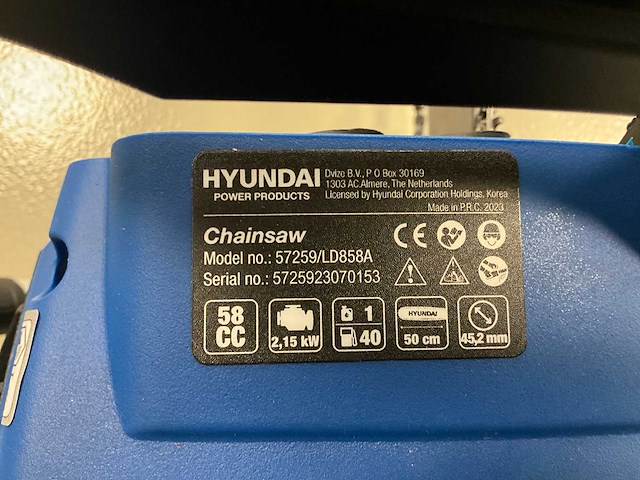 HYUNDAI
POWER PRODUCTS
Dvize B.V., P O Box 30169
1303 AC.Almere, The Netherlands
Licensed by Hyundai Corporation Holdings, Korea
Made in P.R.C. 2023
Chainsaw
Model no.: 57259/LD858A
Serial no.: 5725923070153
58
CC
2,15 kW
1
40
HYUNDAI
50 cm
45,2 mm
CE